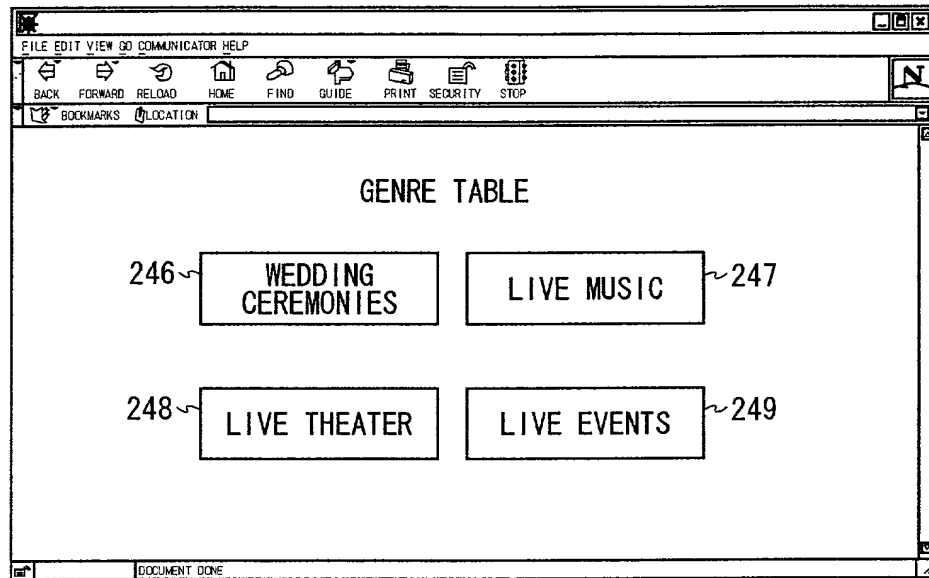 FILE EDIT VIEW GO COMMUNICATOR HELP
BACK FORWARD RELOAD HOME FIND GUIDE PRINT SECURITY STOP
N
BOOKMARKS LOCATION
GENRE TABLE
246 WEDDING CEREMONIES LIVE MUSIC 247
248 LIVE THEATER LIVE EVENTS 249
DOCUMENT DONE